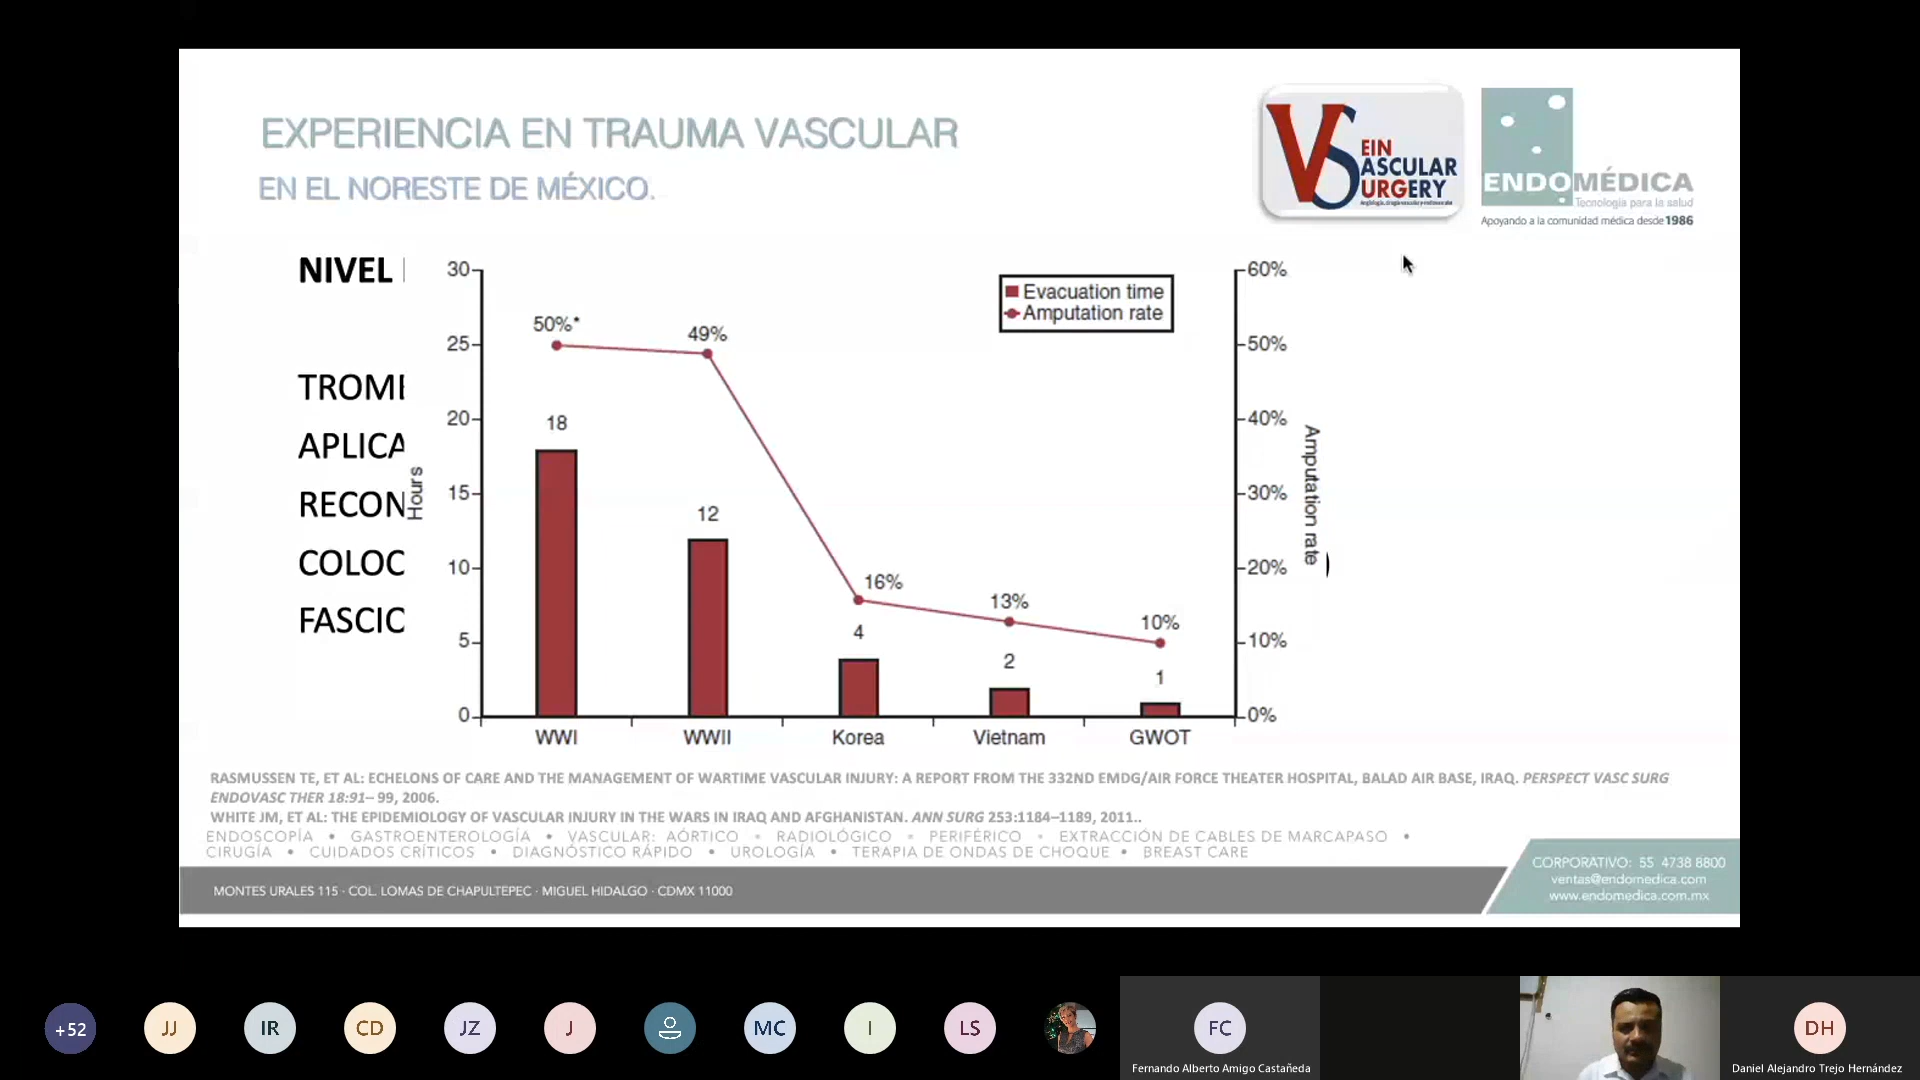 EXPERIENCIA EN TRAUMA VASCULAR
EN EL NORESTE DE MÉXICO.
VS EIN
ASCULAR
URGERY
ENDOMÉDICA
Tecnología para la salud
Apoyando a la comunidad médica desde 1986
NIVEL
TROM
APLICA
RECON
COLOC
FASCIO
Hours
30
25
20
15
10
5
0
Evacuation time
Amputation rate
50%*
49%
16%
13%
10%
18
12
4
2
1
60%
50%
40%
30%
20%
10%
0%
Amputation rate
)
WWI
WWII
Korea
Vietnam
GWOT
RASMUSSEN TE, ET AL: ECHELONS OF CARE AND THE MANAGEMENT OF WARTIME VASCULAR INJURY: A REPORT FROM THE 332ND EMDG/AIR FORCE THEATER HOSPITAL, BALAD AIR BASE, IRAQ. PERSPECT VASC SURG
ENDOVASC THER 18:91– 99, 2006.
WHITE JM, ET AL: THE EPIDEMIOLOGY OF VASCULAR INJURY IN THE WARS IN IRAQ AND AFGHANISTAN. ANN SURG 253:1184–1189, 2011..
ENDOSCOPÍA • GASTROENTEROLOGÍA • VASCULAR: AÓRTICO • RADIOLÓGICO • PERIFÉRICO • EXTRACCIÓN DE CABLES DE MARCAPASO •
CIRUGÍA • CUIDADOS CRÍTICOS • DIAGNÓSTICO RÁPIDO • UROLOGÍA • TERAPIA DE ONDAS DE CHOQUE • BREAST CARE
MONTES URALES 115 · COL. LOMAS DE CHAPULTEPEC · MIGUEL HIDALGO · CDMX 11000
CORPORATIVO: 55 4738 8800
ventas@endomedica.com
www.endomedica.com.mx
+52
JJ
IR
CD
JZ
J
MC
I
LS
FC
DH
Fernando Alberto Amigo Castañeda
Daniel Alejandro Trejo Hernández